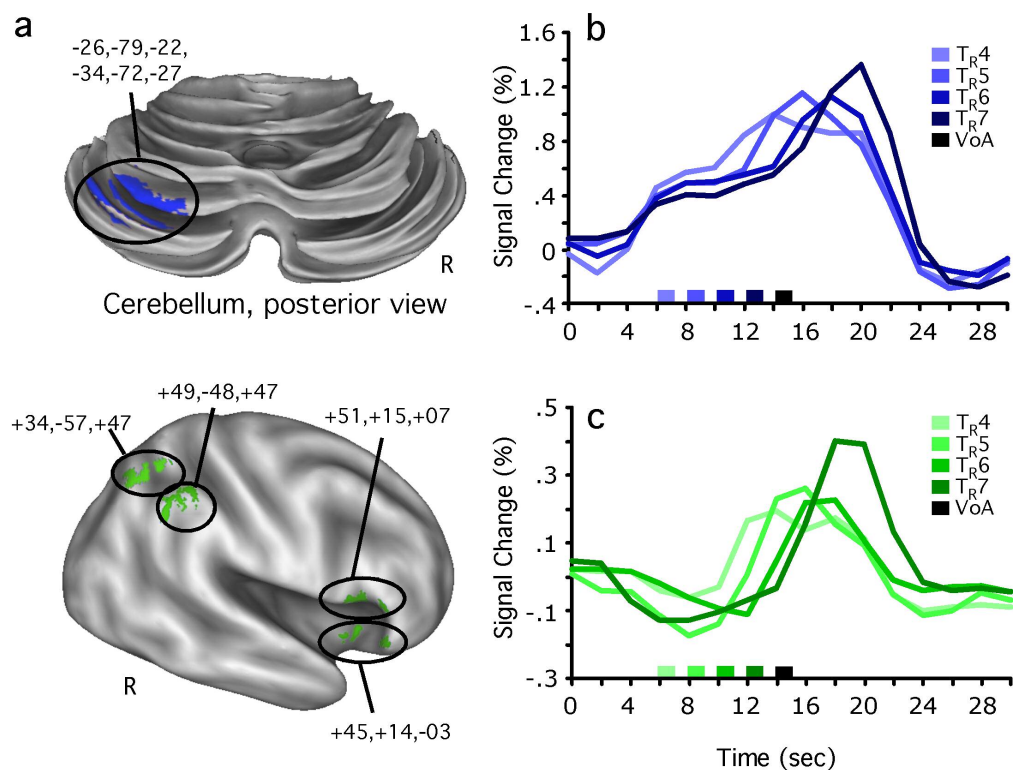 a
-26,-79,-22,
-34,-72,-27
R
Cerebellum, posterior view
+49,-48,+47
+34,-57,+47
+51,+15,+07
R
+45,+14,-03
b
Signal Change (%)
1.6
1.2
.8
.4
0
-.4
0 4 8 12 16 20 24 28
TR4
TR5
TR6
TR7
VoA
c
Signal Change (%)
.5
.3
.1
-.1
-.3
0 4 8 12 16 20 24 28
TR4
TR5
TR6
TR7
VoA
Time (sec)